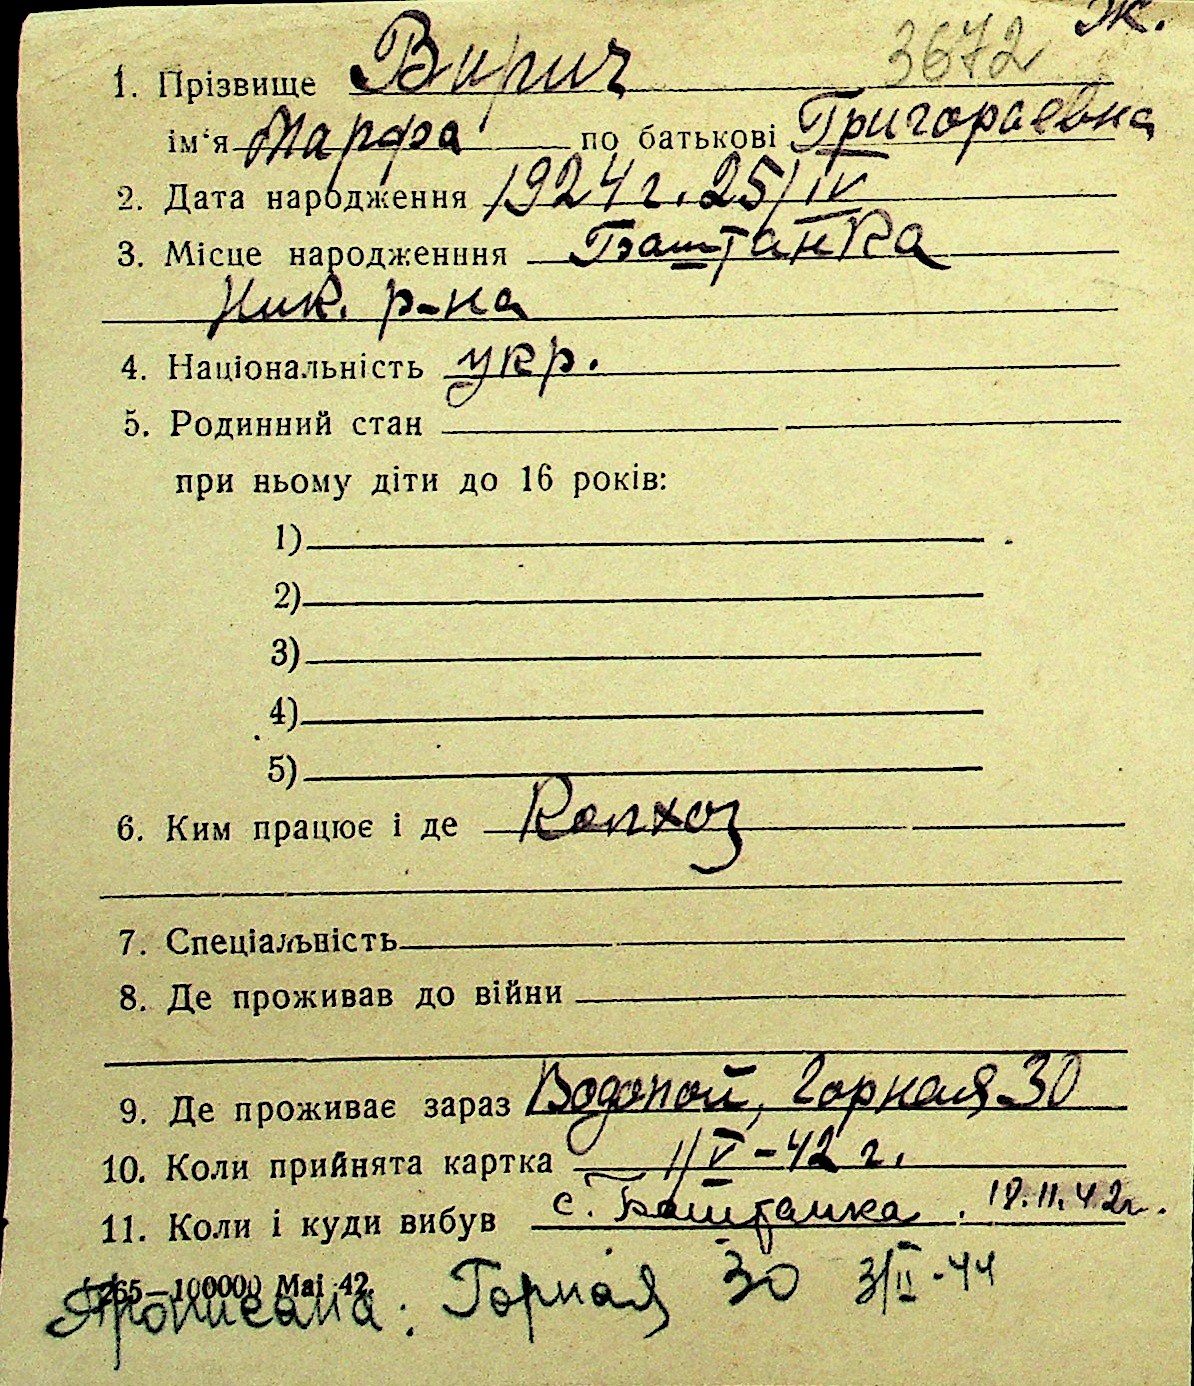 Ж.
3672
1. Прізвище Вирич
ім'я Марфа по батькові Григораевна
2. Дата народження 1924 г. 25/IV
3. Місце народженння Баштанка
Ник. р-на
4. Національність укр.
5. Родинний стан
при ньому діти до 16 років:
1)
2)
3)
4)
5)
6. Ким працює і де Колхоз
7. Спеціальність
8. Де проживав до війни
9. Де проживає зараз Водопой, Горная-30
10. Коли прийнята картка 1/V-42 г.
11. Коли і куди вибув с. Баштанка. 18.11.42г.
265—100000 Mai 42.
Прописана: Горная 30 3/II-44